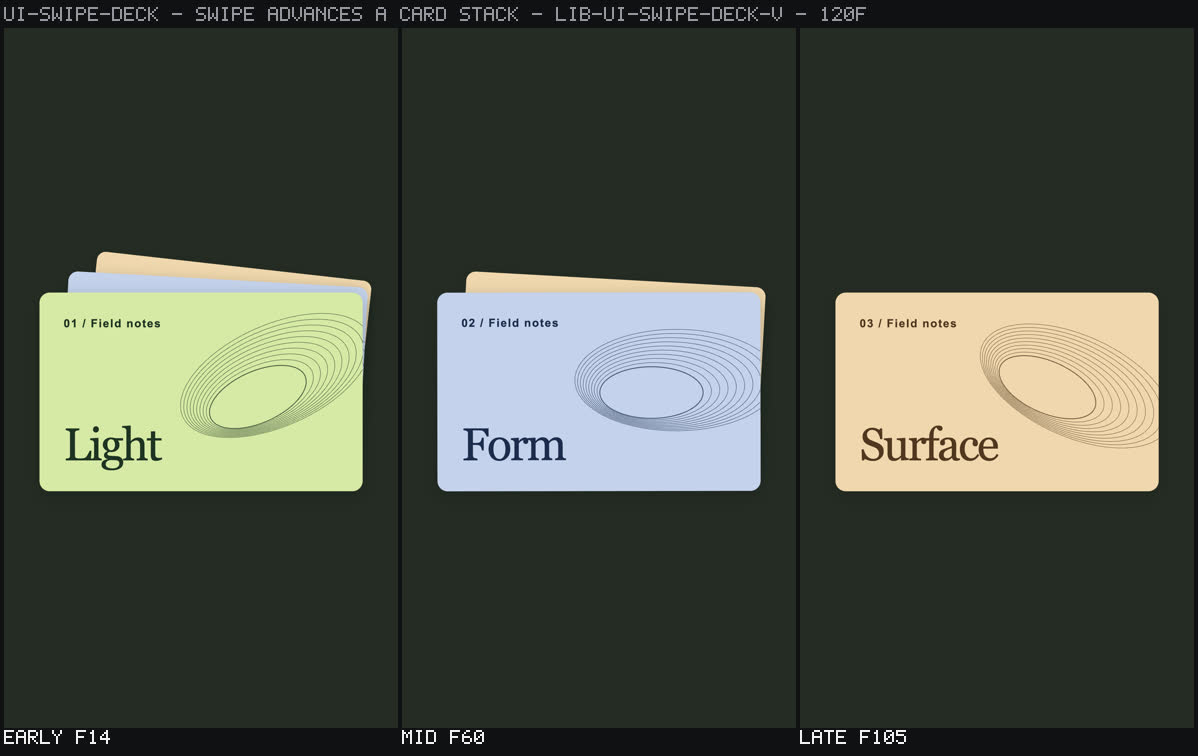 UI-SWIPE-DECK - SWIPE ADVANCES A CARD STACK - LIB-UI-SWIPE-DECK-V - 120F
01 / Field notes
Light
02 / Field notes
Form
03 / Field notes
Surface
EARLY F14
MID F60
LATE F105